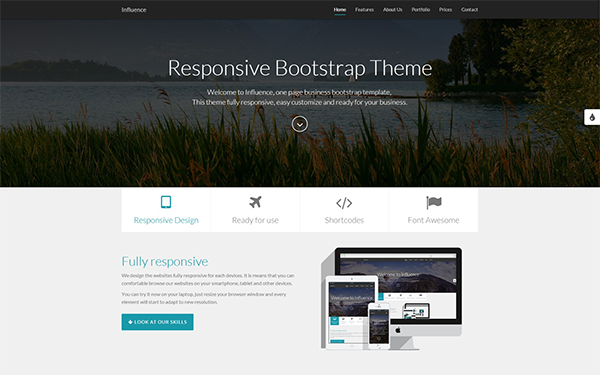 Influence
Home Features About Us Portfolio Prices Contact
Responsive Bootstrap Theme
Welcome to Influence, one page business bootstrap template,
This theme fully responsive, easy customize and ready for your business.
Responsive Design
Ready for use
Shortcodes
Font Awesome
Fully responsive
We design the websites fully responsive for each devices. It is means that you can
comfortable browse our websites on your smartphone, tablet and other devices.
You can try it now on your laptop, just resize your browser window and every
element will start to adapt to new resolution.
LOOK AT OUR SKILLS
Welcome to Influence
Welcome to Influence